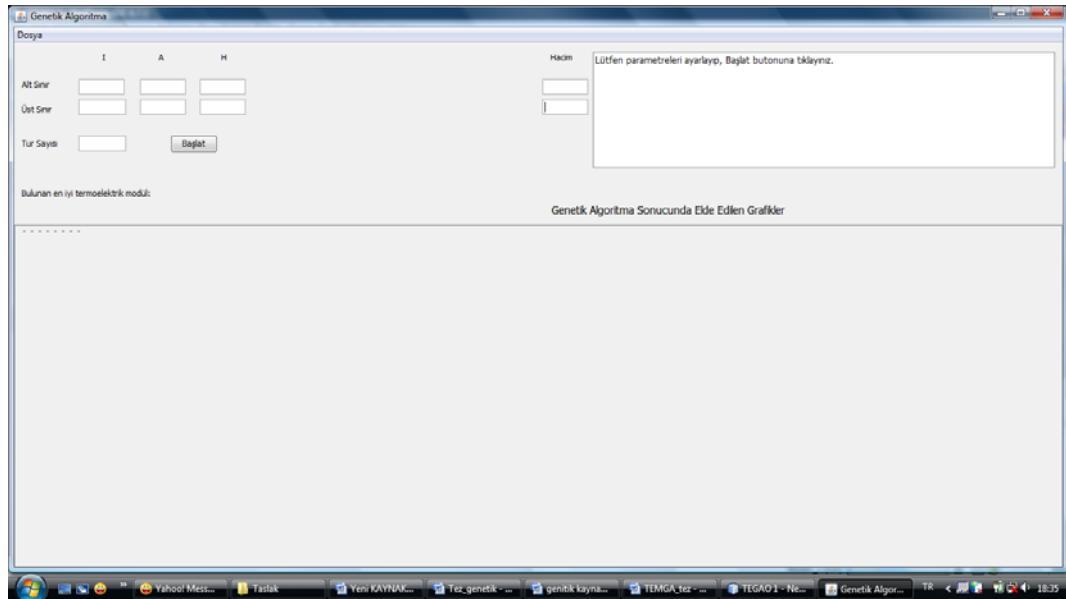 Genetik Algoritma
Dosya
I A H Hacim
Lütfen parametreleri ayarlayıp, Başlat butonuna tıklayınız.
Alt Sınır
Üst Sınır
Tur Sayısı Başlat
Bulunan en iyi termoelektrik modül:
Genetik Algoritma Sonucunda Elde Edilen Grafikler
- - - - - - - -
Yahoo! Mess... Taslak Yeni KAYNAK... Tez_genetik - ... genitik kayna... TEMGA_tez - ... TEGAO 1 - Ne... Genetik Algor... TR 18:35